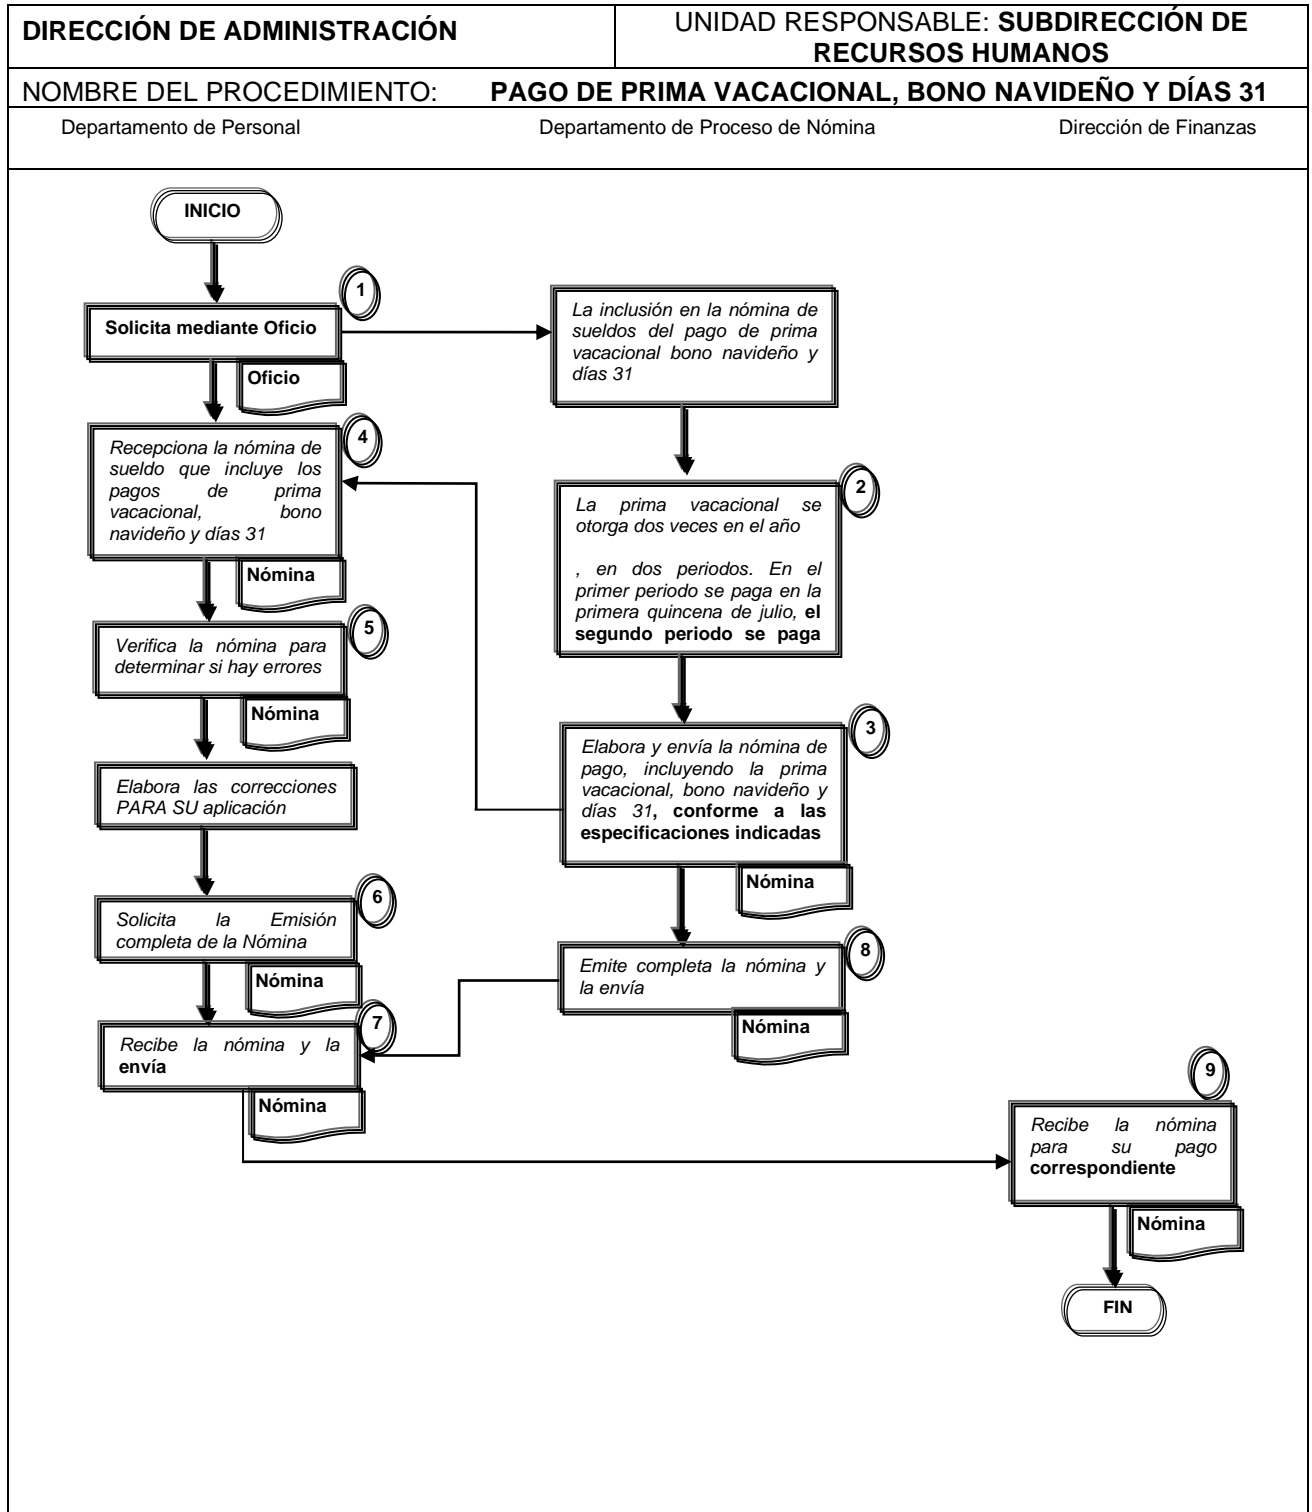 DIRECCIÓN DE ADMINISTRACIÓN
UNIDAD RESPONSABLE: SUBDIRECCIÓN DE
RECURSOS HUMANOS
NOMBRE DEL PROCEDIMIENTO: PAGO DE PRIMA VACACIONAL, BONO NAVIDEÑO Y DÍAS 31
Departamento de Personal
Departamento de Proceso de Nómina
Dirección de Finanzas
INICIO
1
Solicita mediante Oficio
Oficio
La inclusión en la nómina de
sueldos del pago de prima
vacacional bono navideño y
días 31
4
Recepciona la nómina de
sueldo que incluye los
pagos de prima
vacacional, bono
navideño y días 31
Nómina
2
La prima vacacional se
otorga dos veces en el año
, en dos periodos. En el
primer periodo se paga en la
primera quincena de julio, el
segundo periodo se paga
5
Verifica la nómina para
determinar si hay errores
Nómina
3
Elabora y envía la nómina de
pago, incluyendo la prima
vacacional, bono navideño y
días 31, conforme a las
especificaciones indicadas
Nómina
Elabora las correcciones
PARA SU aplicación
6
Solicita la Emisión
completa de la Nómina
Nómina
8
Emite completa la nómina y
la envía
Nómina
7
Recibe la nómina y la
envía
Nómina
9
Recibe la nómina
para su pago
correspondiente
Nómina
FIN